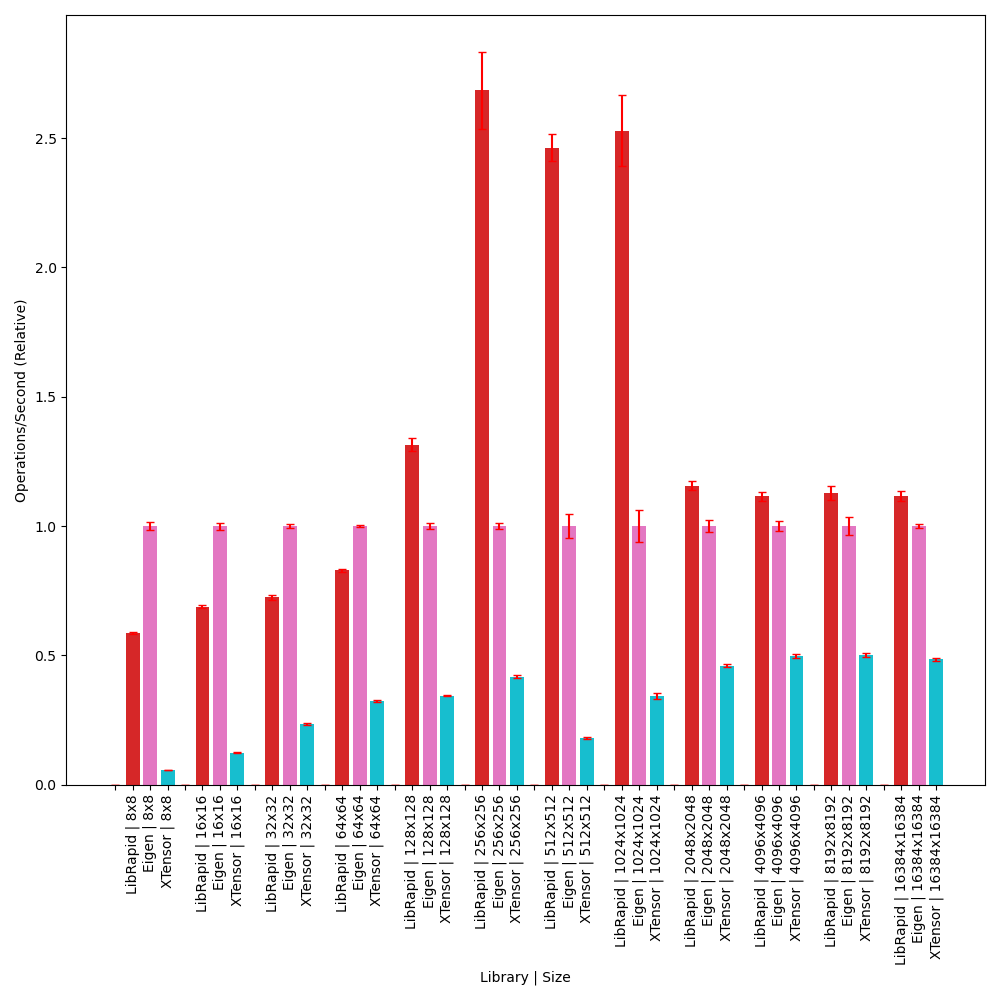 Operations/Second (Relative)
2.5
2.0
1.5
1.0
0.5
0.0
LibRapid | 8x8
Eigen | 8x8
XTensor | 8x8
LibRapid | 16x16
Eigen | 16x16
XTensor | 16x16
LibRapid | 32x32
Eigen | 32x32
XTensor | 32x32
LibRapid | 64x64
Eigen | 64x64
XTensor | 64x64
LibRapid | 128x128
Eigen | 128x128
XTensor | 128x128
LibRapid | 256x256
Eigen | 256x256
XTensor | 256x256
LibRapid | 512x512
Eigen | 512x512
XTensor | 512x512
LibRapid | 1024x1024
Eigen | 1024x1024
XTensor | 1024x1024
LibRapid | 2048x2048
Eigen | 2048x2048
XTensor | 2048x2048
LibRapid | 4096x4096
Eigen | 4096x4096
XTensor | 4096x4096
LibRapid | 8192x8192
Eigen | 8192x8192
XTensor | 8192x8192
LibRapid | 16384x16384
Eigen | 16384x16384
XTensor | 16384x16384
Library | Size